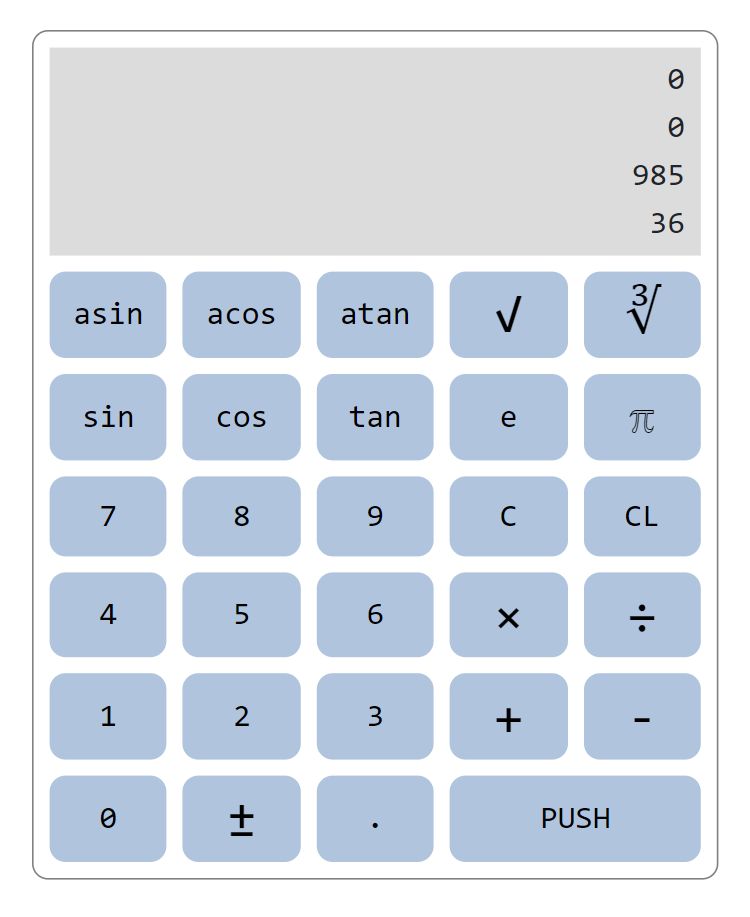 0
0
985
36
asin acos atan √ ∛
sin cos tan e ℼ
7 8 9 C CL
4 5 6 × ÷
1 2 3 + -
0 ± . PUSH